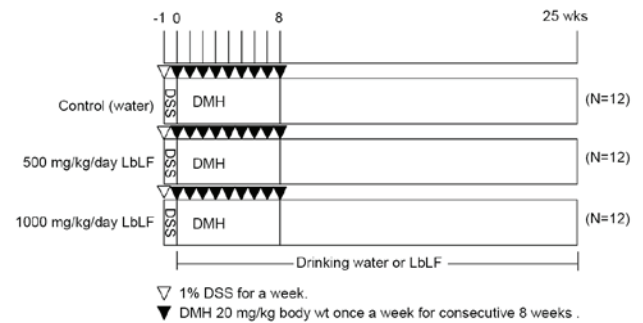 -1 0 8 25 wks
DSS DMH (N=12)
Control (water)
DSS DMH (N=12)
500 mg/kg/day LbLF
DSS DMH (N=12)
1000 mg/kg/day LbLF
Drinking water or LbLF
▽ 1% DSS for a week.
▼ DMH 20 mg/kg body wt once a week for consecutive 8 weeks .